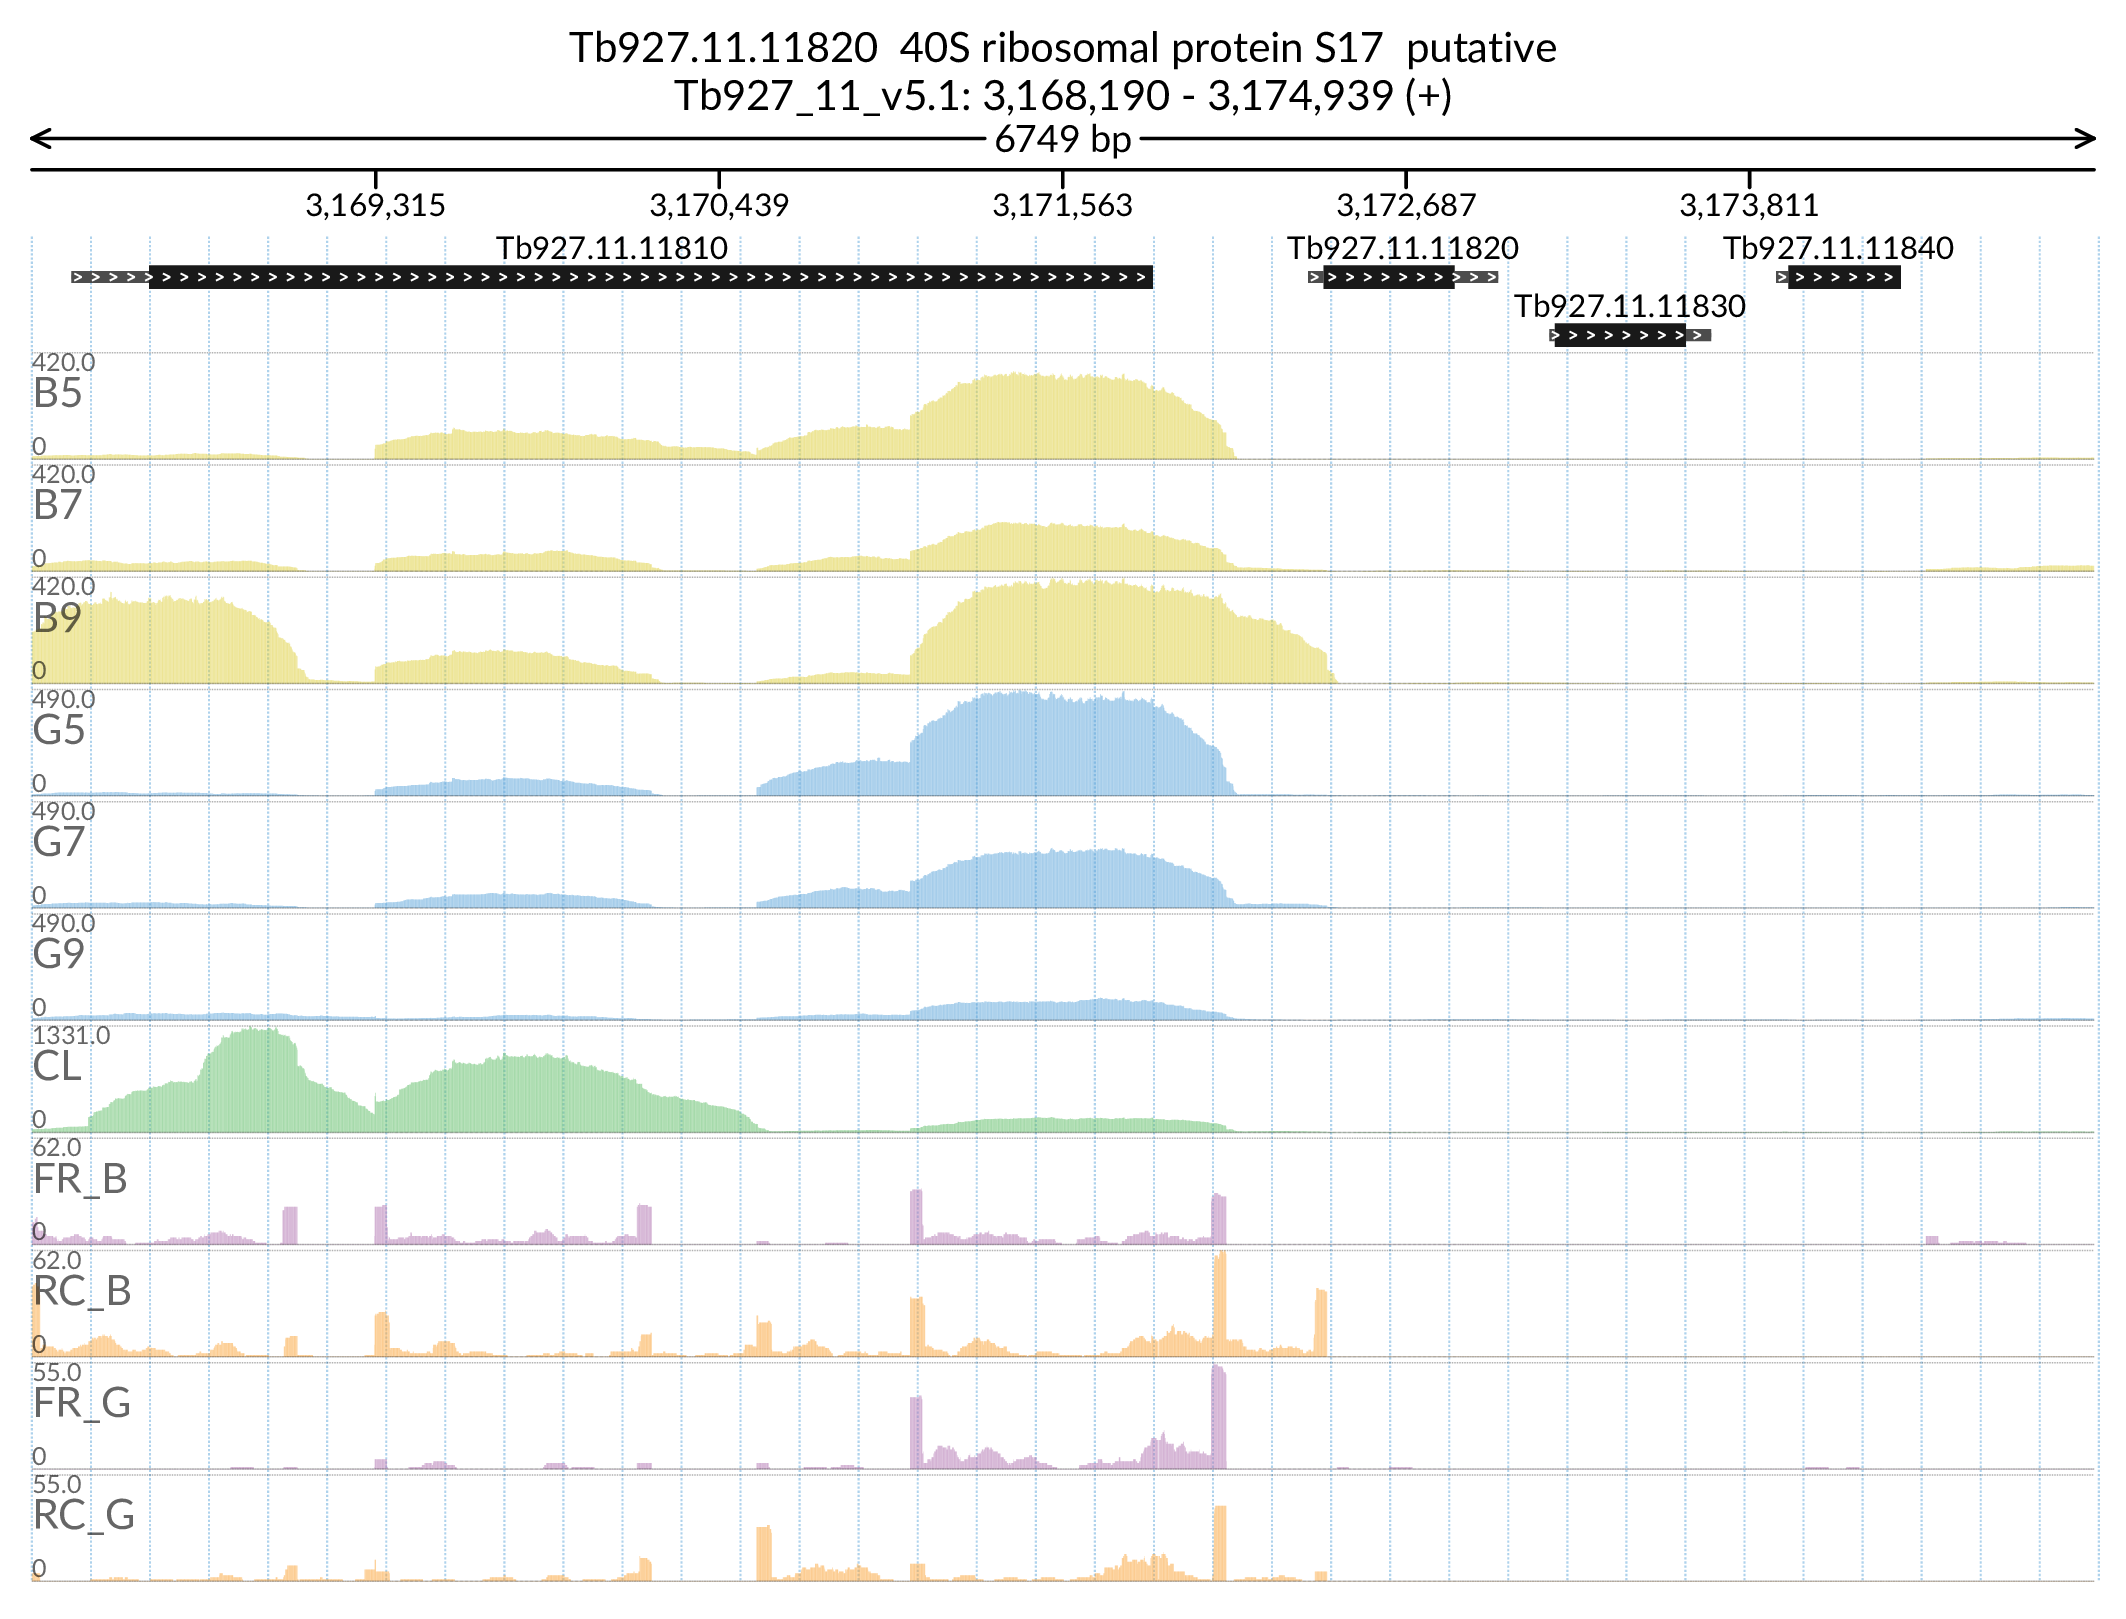 Tb927.11.11820  40S ribosomal protein S17  putative
Tb927_11_v5.1: 3,168,190 - 3,174,939 (+)
6749 bp
3,169,315 3,170,439 3,171,563 3,172,687 3,173,811
Tb927.11.11810 Tb927.11.11820 Tb927.11.11840
Tb927.11.11830
420.0
B5
0
420.0
B7
0
420.0
B9
0
490.0
G5
0
490.0
G7
0
490.0
G9
0
1331.0
CL
0
62.0
FR_B
0
62.0
RC_B
0
55.0
FR_G
0
55.0
RC_G
0